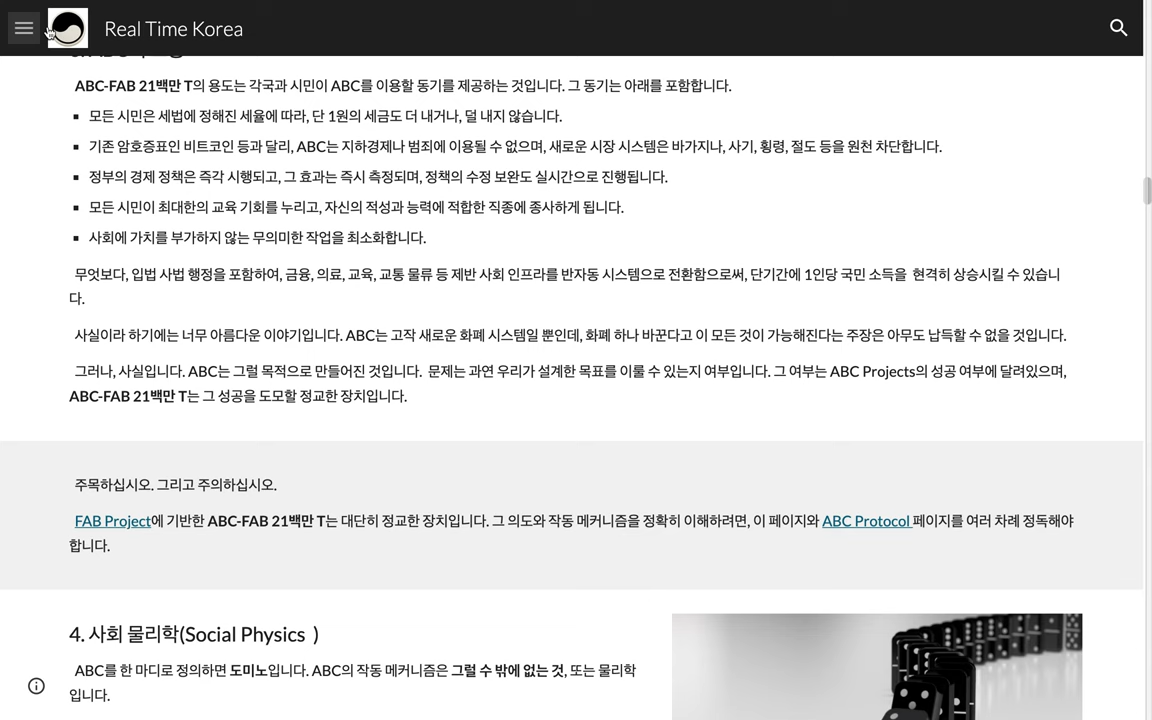 Real Time Korea
ABC-FAB 21백만 T의 용도는 각국과 시민이 ABC를 이용할 동기를 제공하는 것입니다. 그 동기는 아래를 포함합니다.
▪ 모든 시민은 세법에 정해진 세율에 따라, 단 1원의 세금도 더 내거나, 덜 내지 않습니다.
▪ 기존 암호증표인 비트코인 등과 달리, ABC는 지하경제나 범죄에 이용될 수 없으며, 새로운 시장 시스템은 바가지나, 사기, 횡령, 절도 등을 원천 차단합니다.
▪ 정부의 경제 정책은 즉각 시행되고, 그 효과는 즉시 측정되며, 정책의 수정 보완도 실시간으로 진행됩니다.
▪ 모든 시민이 최대한의 교육 기회를 누리고, 자신의 적성과 능력에 적합한 직종에 종사하게 됩니다.
▪ 사회에 가치를 부가하지 않는 무의미한 작업을 최소화합니다.
무엇보다, 입법 사법 행정을 포함하여, 금융, 의료, 교육, 교통 물류 등 제반 사회 인프라를 반자동 시스템으로 전환함으로써, 단기간에 1인당 국민 소득을 현격히 상승시킬 수 있습니
다.
사실이라 하기에는 너무 아름다운 이야기입니다. ABC는 고작 새로운 화폐 시스템일 뿐인데, 화폐 하나 바꾼다고 이 모든 것이 가능해진다는 주장은 아무도 납득할 수 없을 것입니다.
그러나, 사실입니다. ABC는 그럴 목적으로 만들어진 것입니다. 문제는 과연 우리가 설계한 목표를 이룰 수 있는지 여부입니다. 그 여부는 ABC Projects의 성공 여부에 달려있으며,
ABC-FAB 21백만 T는 그 성공을 도모할 정교한 장치입니다.
주목하십시오. 그리고 주의하십시오.
FAB Project에 기반한 ABC-FAB 21백만 T는 대단히 정교한 장치입니다. 그 의도와 작동 메커니즘을 정확히 이해하려면, 이 페이지와 ABC Protocol 페이지를 여러 차례 정독해야
합니다.
4. 사회 물리학(Social Physics )
ABC를 한 마디로 정의하면 도미노입니다. ABC의 작동 메커니즘은 그럴 수 밖에 없는 것, 또는 물리학
입니다.